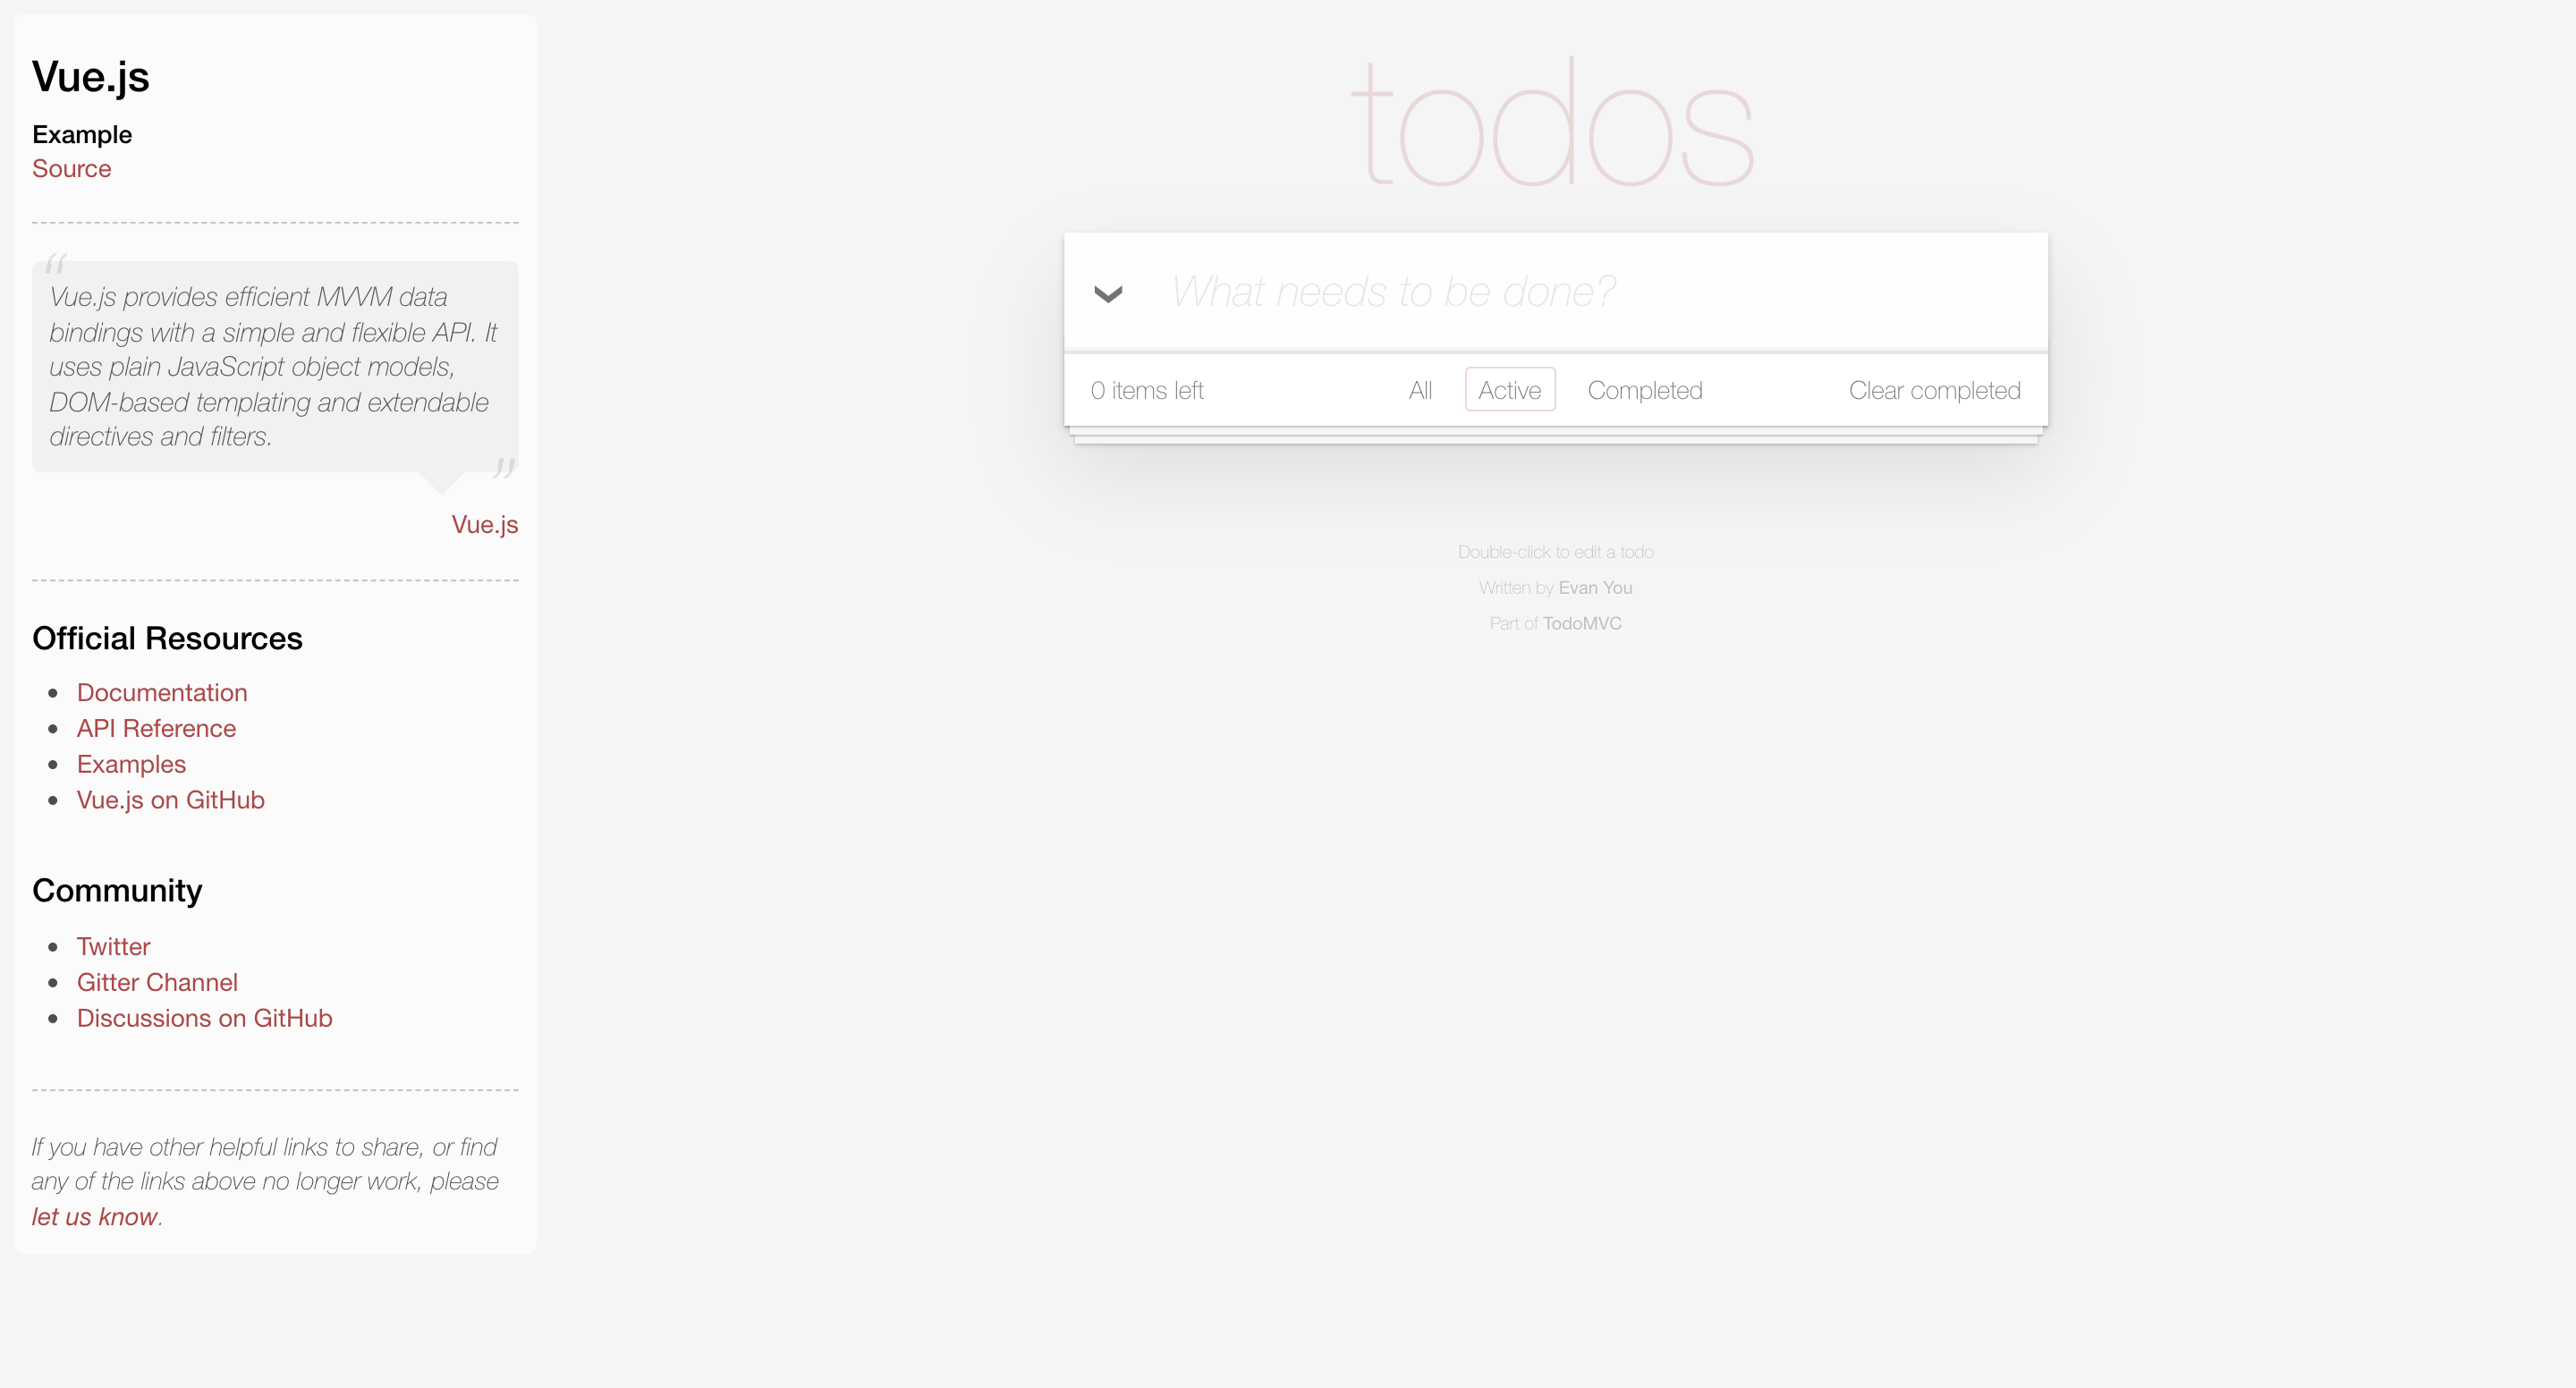 Vue.js
Example
Source
“
Vue.js provides efficient MVVM data
bindings with a simple and flexible API. It
uses plain JavaScript object models,
DOM-based templating and extendable
directives and filters.
”
Vue.js
Official Resources
Documentation
API Reference
Examples
Vue.js on GitHub
Community
Twitter
Gitter Channel
Discussions on GitHub
If you have other helpful links to share, or find
any of the links above no longer work, please
let us know.
todos
What needs to be done?
0 items left All Active Completed Clear completed
Double-click to edit a todo
Written by Evan You
Part of TodoMVC